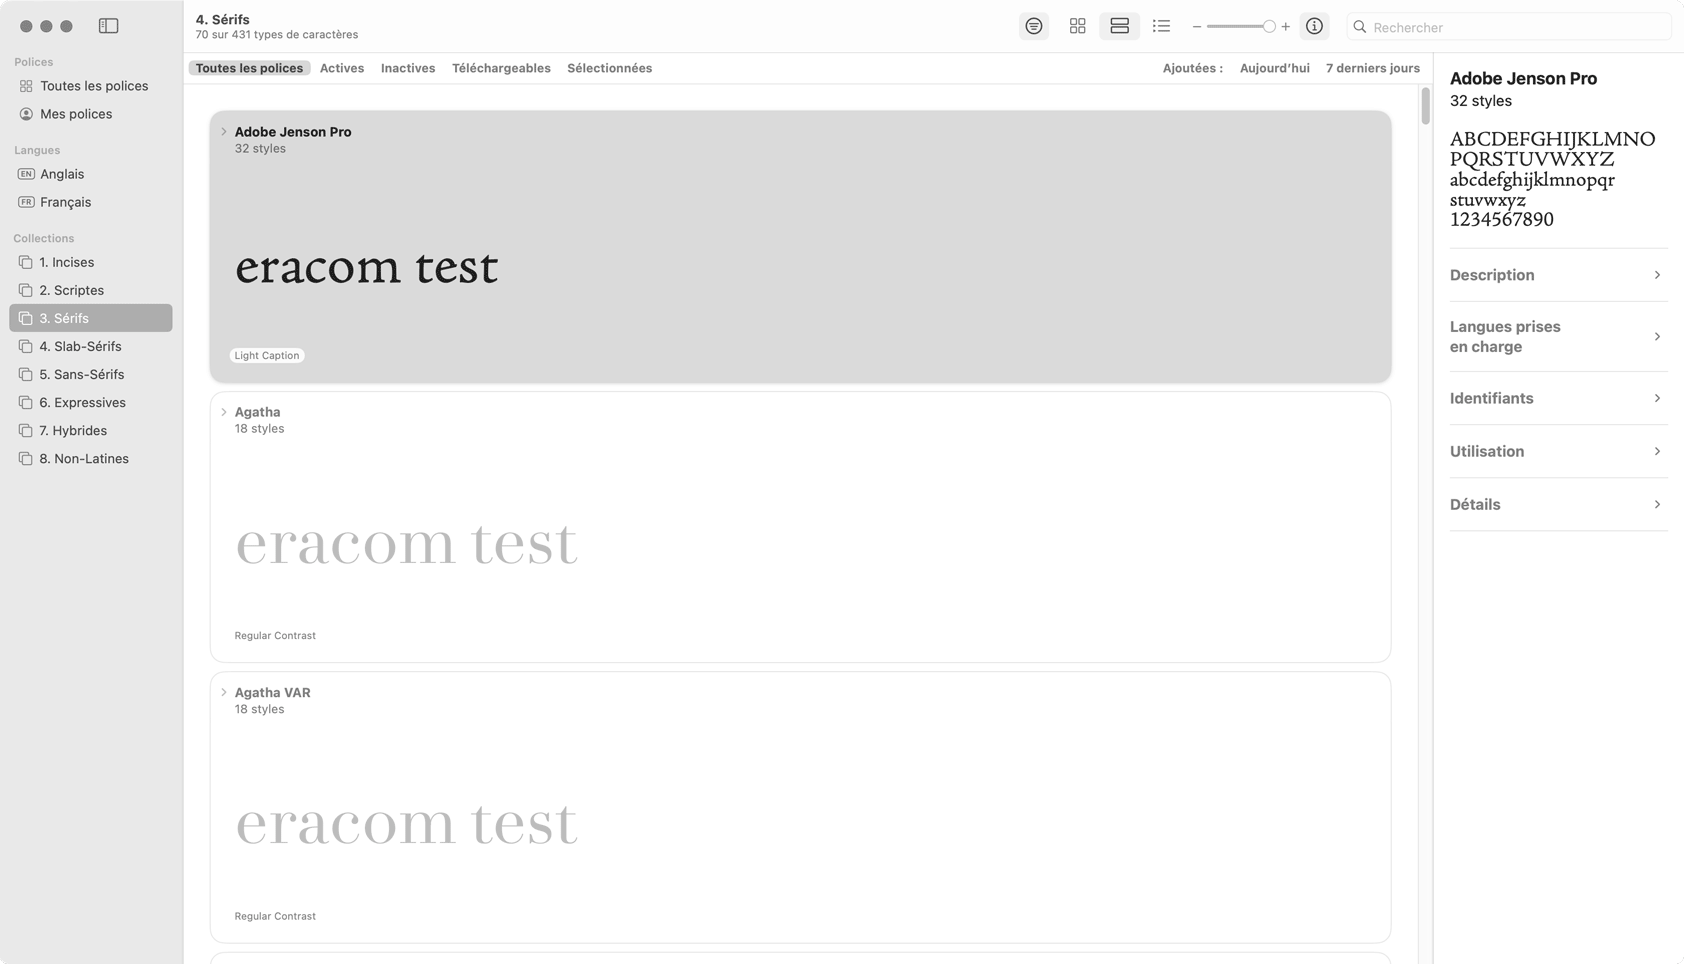 4. Sérifs
70 sur 431 types de caractères
Rechercher
Polices
Toutes les polices
Mes polices
Langues
EN Anglais
FR Français
Collections
1. Incises
2. Scriptes
3. Sérifs
4. Slab-Sérifs
5. Sans-Sérifs
6. Expressives
7. Hybrides
8. Non-Latines
Toutes les polices Actives Inactives Téléchargeables Sélectionnées Ajoutées : Aujourd’hui 7 derniers jours
Adobe Jenson Pro
32 styles
eracom test
Light Caption
Agatha
18 styles
eracom test
Regular Contrast
Agatha VAR
18 styles
eracom test
Regular Contrast
Adobe Jenson Pro
32 styles
ABCDEFGHIJKLMNO
PQRSTUVWXYZ
abcdefghijklmnopqr
stuvwxyz
1234567890
Description
Langues prises
en charge
Identifiants
Utilisation
Détails